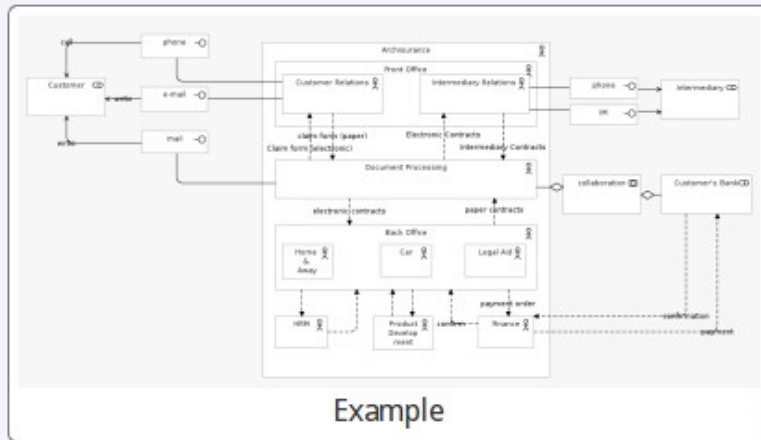 call
phone
Archisurance
Front Office
Customer
Customer Relations
Intermediary Relations
phone
Intermediary
e-mail
write
mail
write
claim form (paper)
Claim form (electronic)
Electronic Contracts
Intermediary Contracts
Document Processing
collaboration
Customer's Bank
electronic contracts
paper contracts
Back Office
Home
&
Away
Car
Legal Aid
payment order
HRM
Product
Develop
ment
confirm
Finance
confirmation
payment
Example